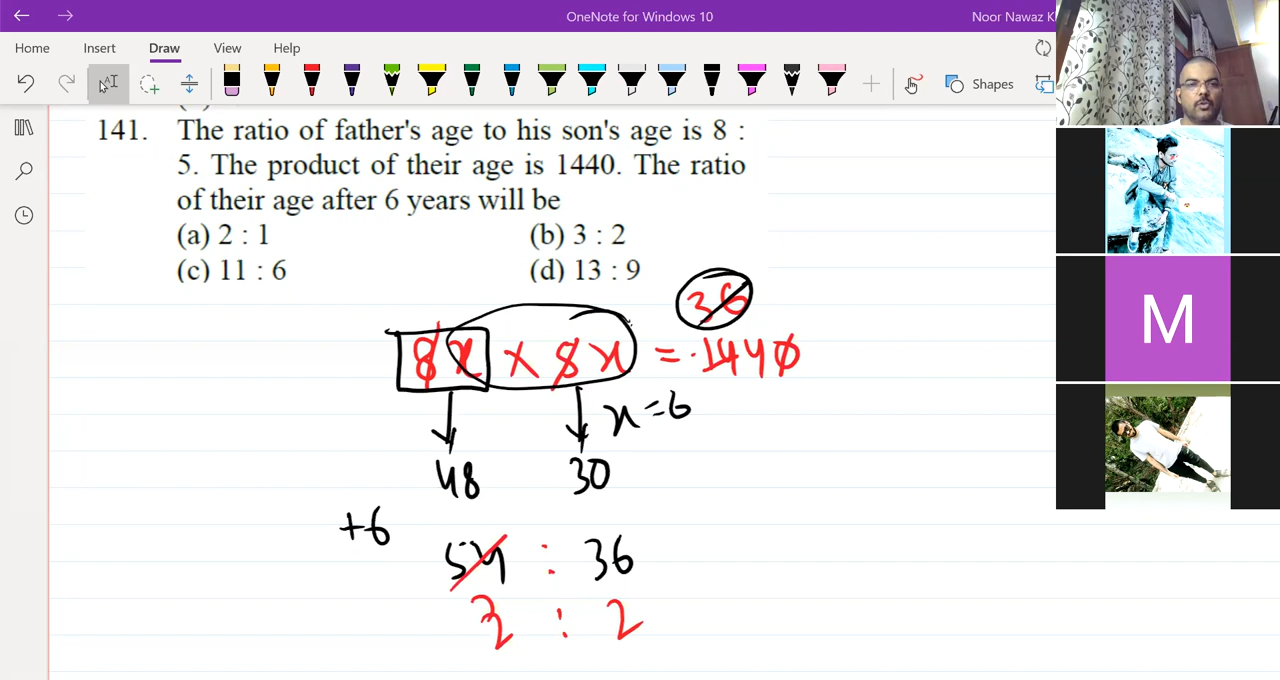 OneNote for Windows 10
Noor Nawaz K
Home Insert Draw View Help
Shapes
141. The ratio of father's age to his son's age is 8 :
5. The product of their age is 1440. The ratio
of their age after 6 years will be
(a) 2 : 1 (b) 3 : 2
(c) 11 : 6 (d) 13 : 9
36
8x × 8x = 1440
x = 6
48 30
+6
54 : 36
3 : 2
M